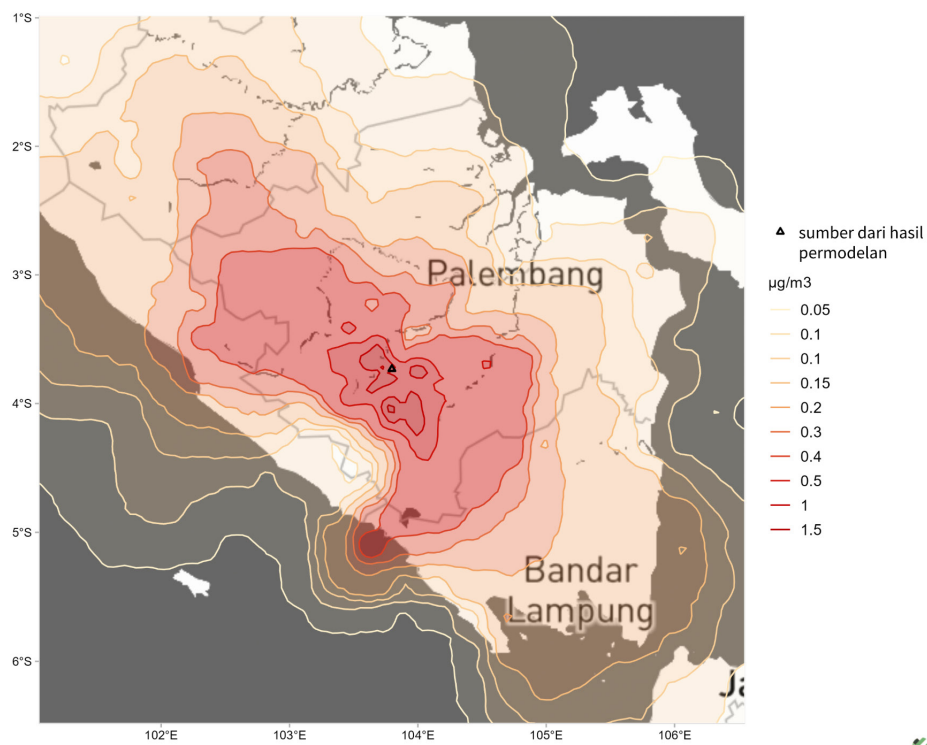 1°S
2°S
3°S
4°S
5°S
6°S
102°E
103°E
104°E
105°E
106°E
Palembang
Bandar
Lampung
Ja
sumber dari hasil
permodelan
µg/m3
0.05
0.1
0.1
0.15
0.2
0.3
0.4
0.5
1
1.5